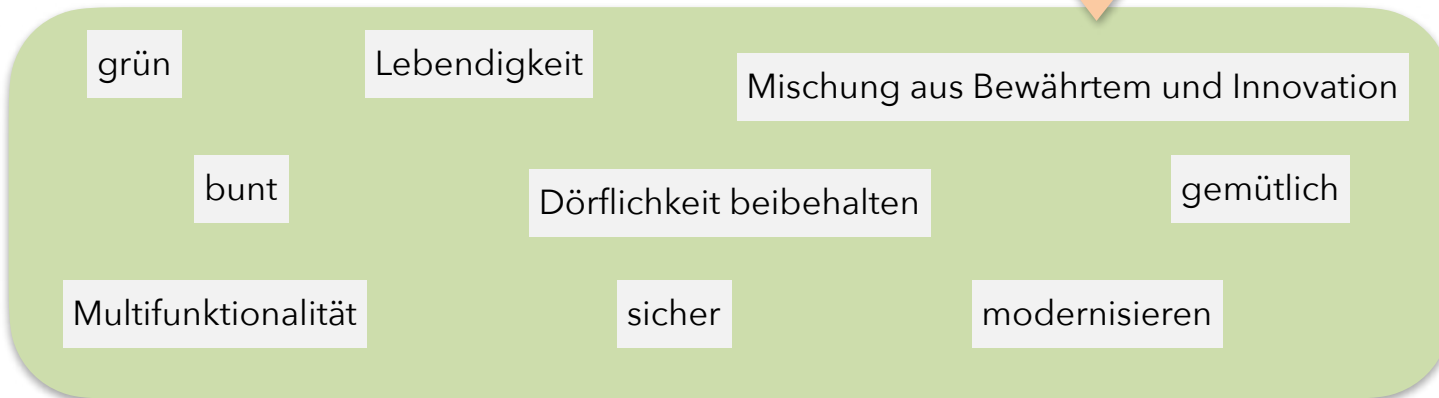 grün
Lebendigkeit
Mischung aus Bewährtem und Innovation
bunt
Dörflichkeit beibehalten
gemütlich
Multifunktionalität
sicher
modernisieren